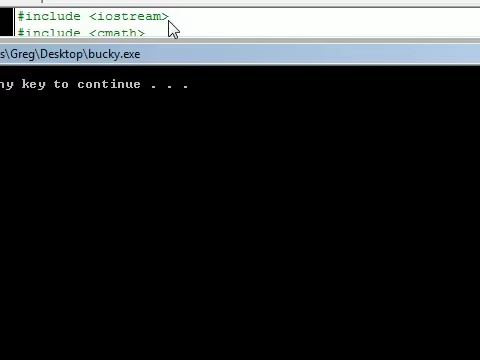 #include <iostream>
#include <cmath>
s\Greg\Desktop\bucky.exe
ny key to continue . . .